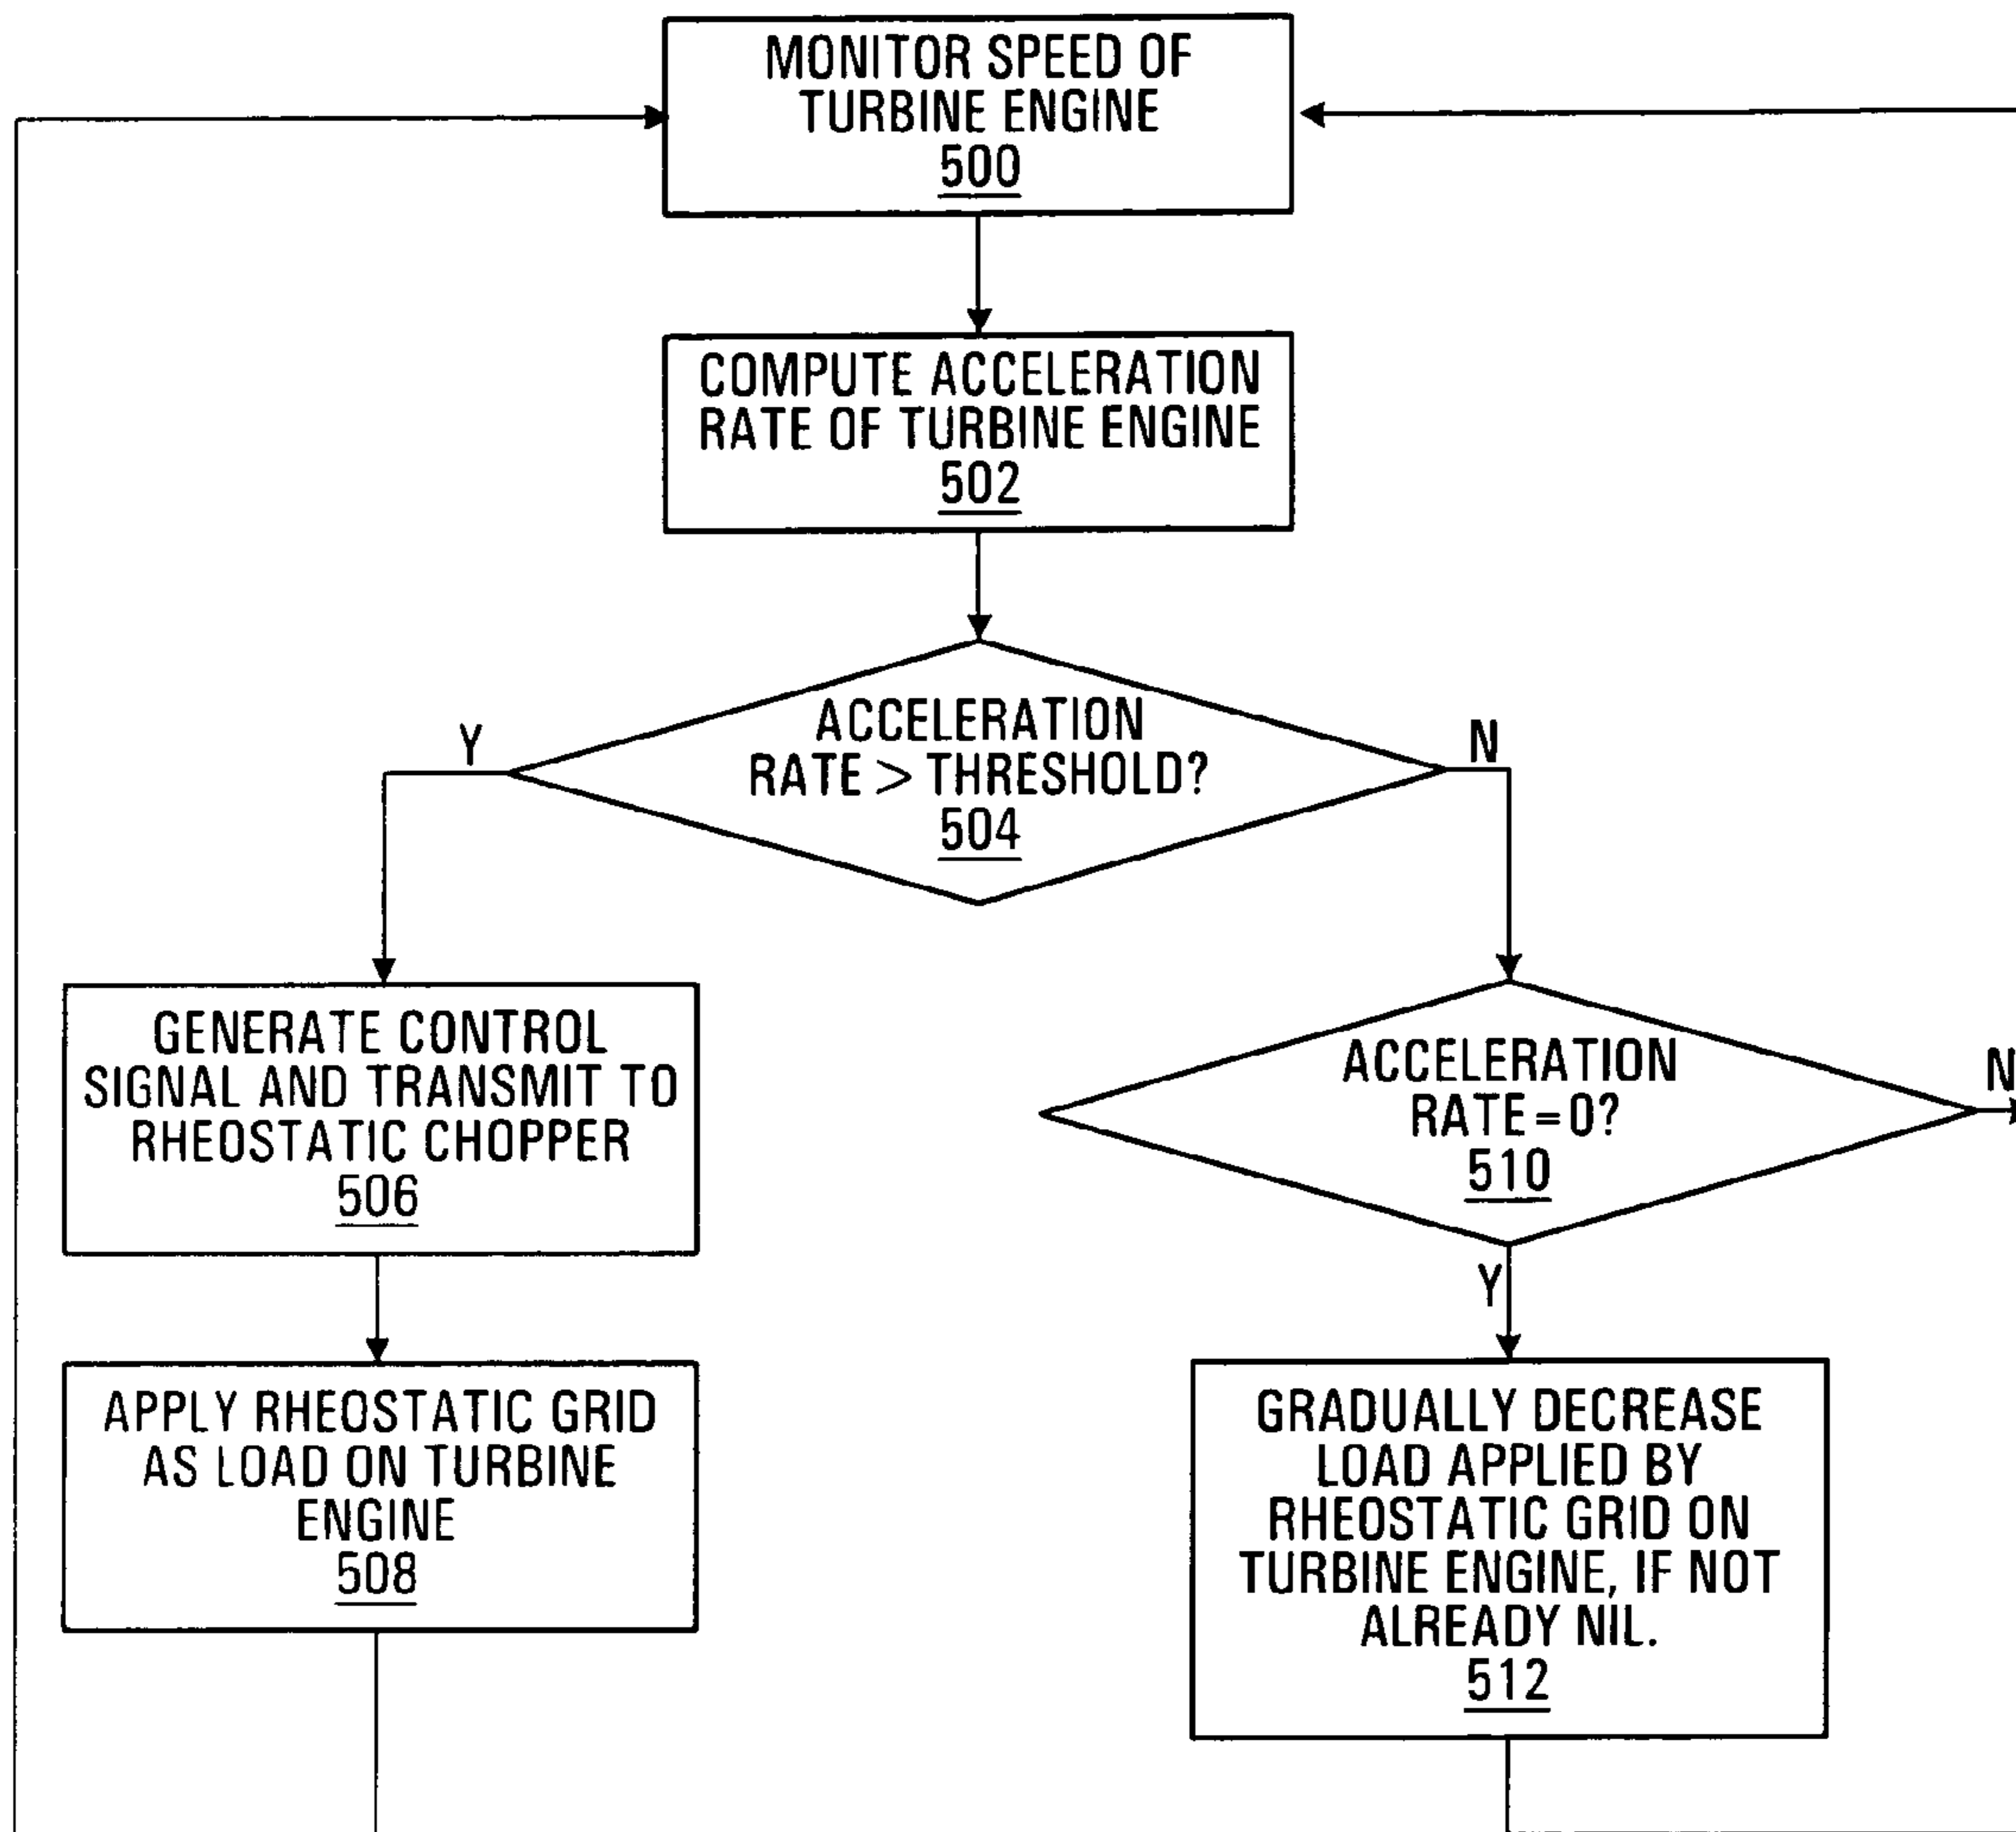 MONITOR SPEED OF
TURBINE ENGINE
500
COMPUTE ACCELERATION
RATE OF TURBINE ENGINE
502
ACCELERATION
RATE > THRESHOLD?
504
Y
N
GENERATE CONTROL
SIGNAL AND TRANSMIT TO
RHEOSTATIC CHOPPER
506
ACCELERATION
RATE=0?
510
N
Y
APPLY RHEOSTATIC GRID
AS LOAD ON TURBINE
ENGINE
508
GRADUALLY DECREASE
LOAD APPLIED BY
RHEOSTATIC GRID ON
TURBINE ENGINE, IF NOT
ALREADY NIL.
512